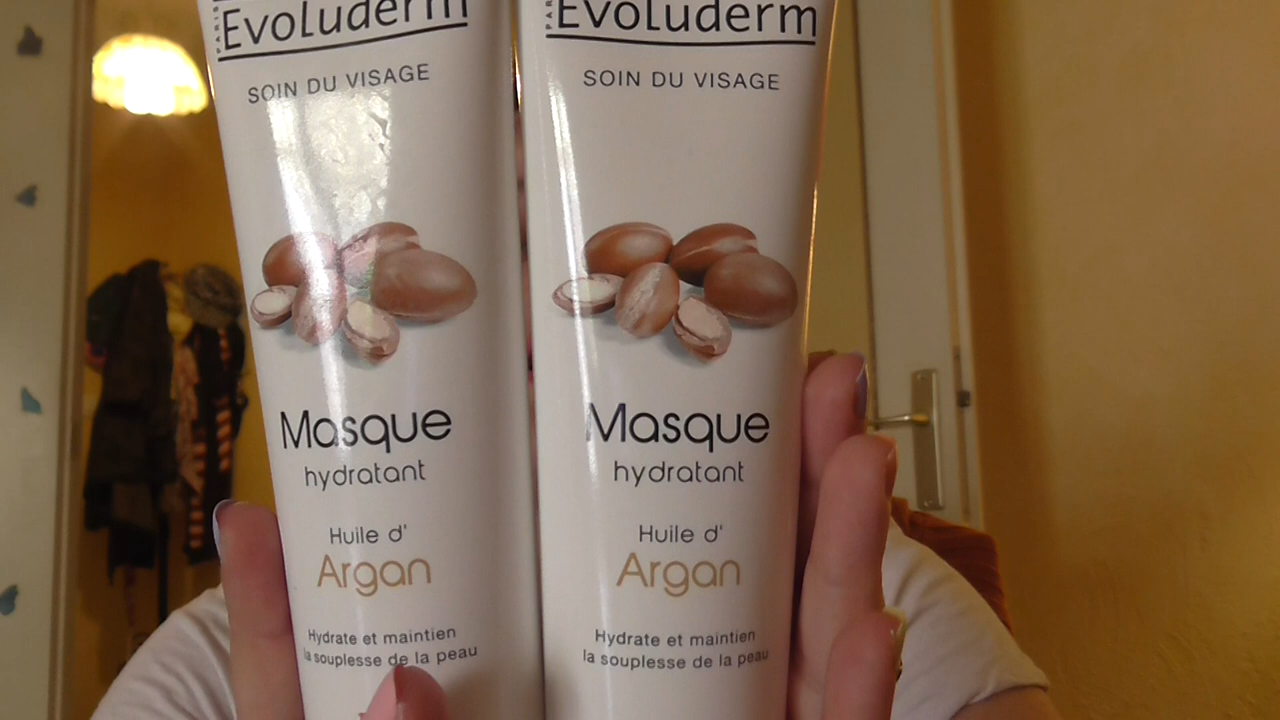 Evoluderm
SOIN DU VISAGE
Masque
hydratant
Huile d'
Argan
Hydrate et maintien
la souplesse de la peau
PARIS
Evoluderm
SOIN DU VISAGE
Masque
hydratant
Huile d'
Argan
Hydrate et maintien
la souplesse de la peau